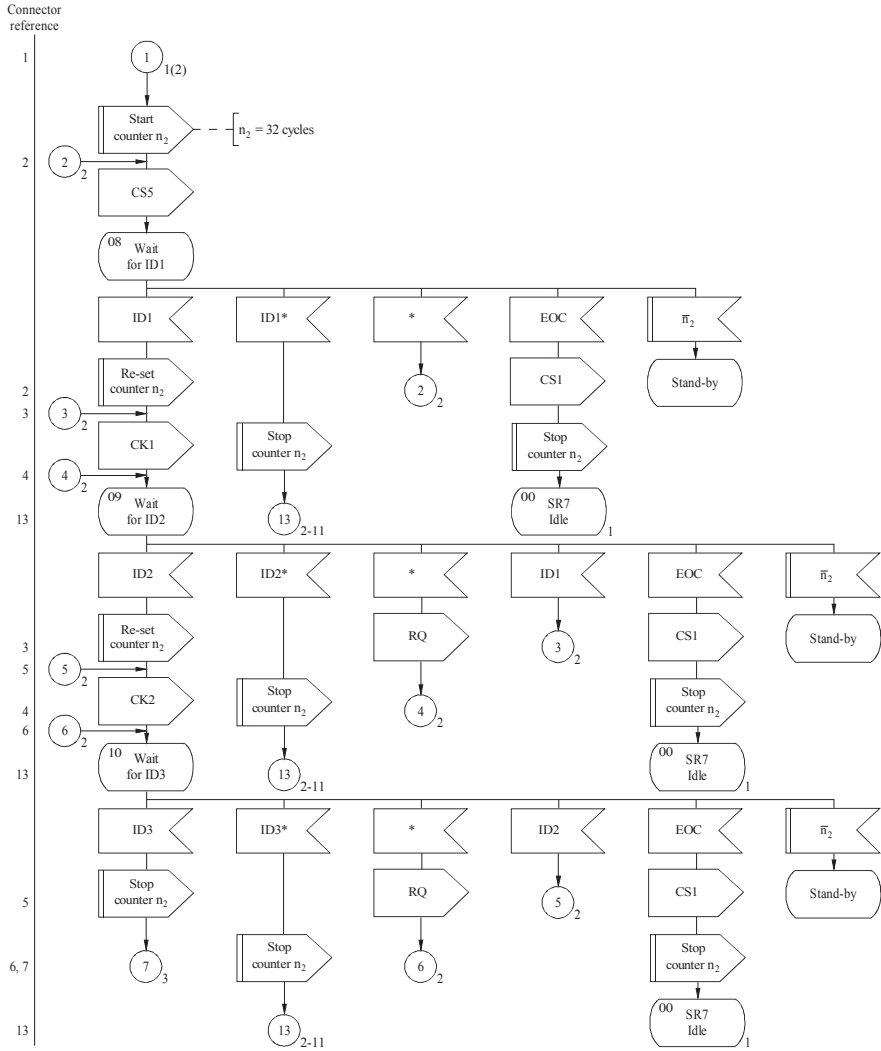 Connector
reference
1
1
1(2)
Start
counter n2
n2 = 32 cycles
2
2
2
CS5
08
Wait
for ID1
ID1
ID1*
*
EOC
n̅2
Re-set
counter n2
2
2
CS1
Stand-by
2
3
3
2
CK1
Stop
counter n2
Stop
counter n2
4
4
2
09
Wait
for ID2
13
2-11
00
SR7
Idle
1
13
ID2
ID2*
*
ID1
EOC
n̅2
Re-set
counter n2
RQ
3
2
CS1
Stand-by
3
5
5
2
CK2
Stop
counter n2
4
2
Stop
counter n2
4
6
6
2
10
Wait
for ID3
13
2-11
00
SR7
Idle
1
13
ID3
ID3*
*
ID2
EOC
n̅2
Stop
counter n2
RQ
5
2
CS1
Stand-by
5
7
3
Stop
counter n2
6
2
Stop
counter n2
6, 7
13
2-11
00
SR7
Idle
1
13